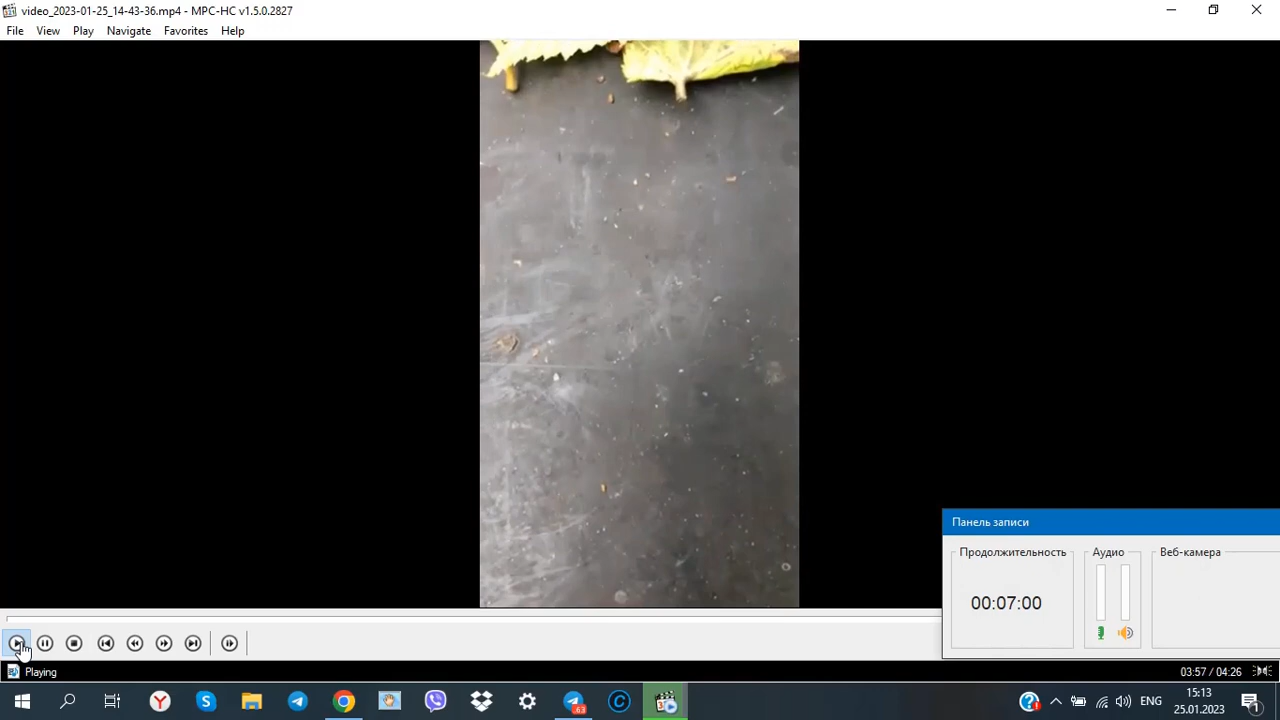 video_2023-01-25_14-43-36.mp4 - MPC-HC v1.5.0.2827
File View Play Navigate Favorites Help
Панель записи
Продолжительность Аудио Веб-камера
00:07:00
Playing
03:57 / 04:26
63
ENG
15:13
25.01.2023
1